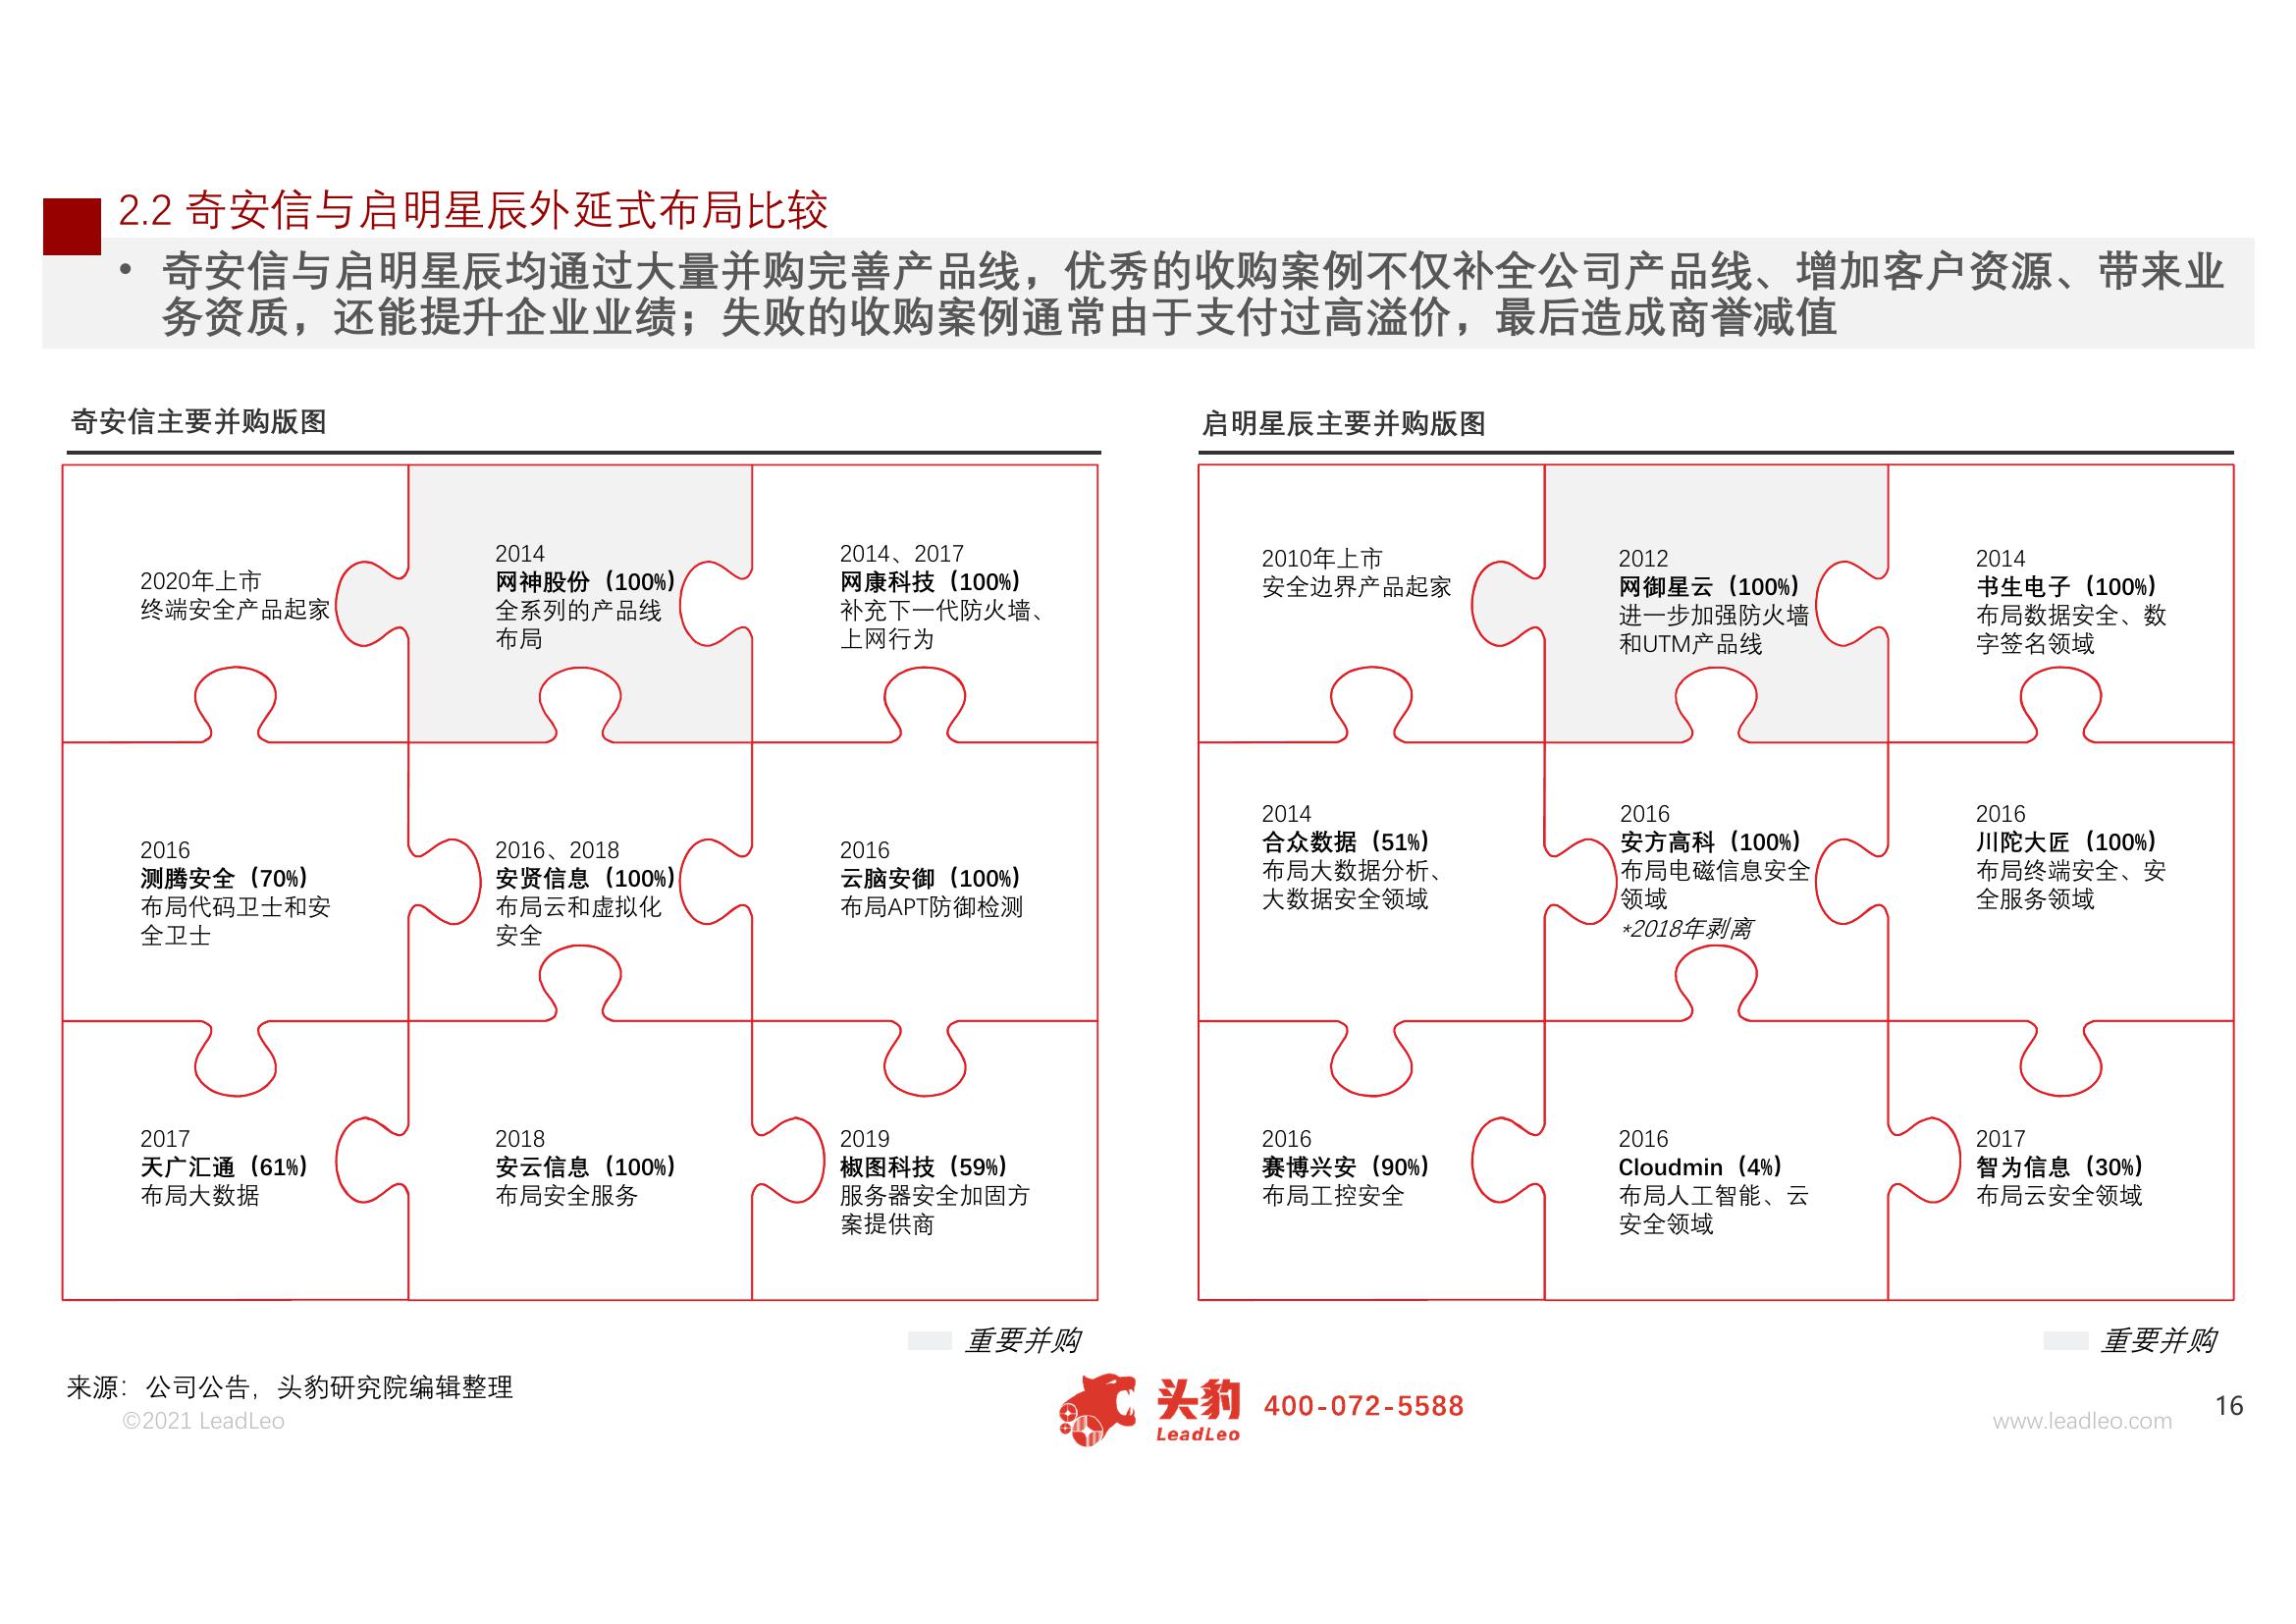 2.2 奇安信与启明星辰外延式布局比较
• 奇安信与启明星辰均通过大量并购完善产品线，优秀的收购案例不仅补全公司产品线、增加客户资源、带来业
务资质，还能提升企业业绩；失败的收购案例通常由于支付过高溢价，最后造成商誉减值
奇安信主要并购版图
2020年上市
终端安全产品起家
2014
网神股份（100%）
全系列的产品线
布局
2014、2017
网康科技（100%）
补充下一代防火墙、
上网行为
2016
测腾安全（70%）
布局代码卫士和安
全卫士
2016、2018
安贤信息（100%）
布局云和虚拟化
安全
2016
云脑安御（100%）
布局APT防御检测
2017
天广汇通（61%）
布局大数据
2018
安云信息（100%）
布局安全服务
2019
椒图科技（59%）
服务器安全加固方
案提供商
重要并购
启明星辰主要并购版图
2010年上市
安全边界产品起家
2012
网御星云（100%）
进一步加强防火墙
和UTM产品线
2014
书生电子（100%）
布局数据安全、数
字签名领域
2014
合众数据（51%）
布局大数据分析、
大数据安全领域
2016
安方高科（100%）
布局电磁信息安全
领域
*2018年剥离
2016
川陀大匠（100%）
布局终端安全、安
全服务领域
2016
赛博兴安（90%）
布局工控安全
2016
Cloudmin（4%）
布局人工智能、云
安全领域
2017
智为信息（30%）
布局云安全领域
重要并购
来源：公司公告，头豹研究院编辑整理
©2021 LeadLeo
头豹
LeadLeo
400-072-5588
www.leadleo.com
16